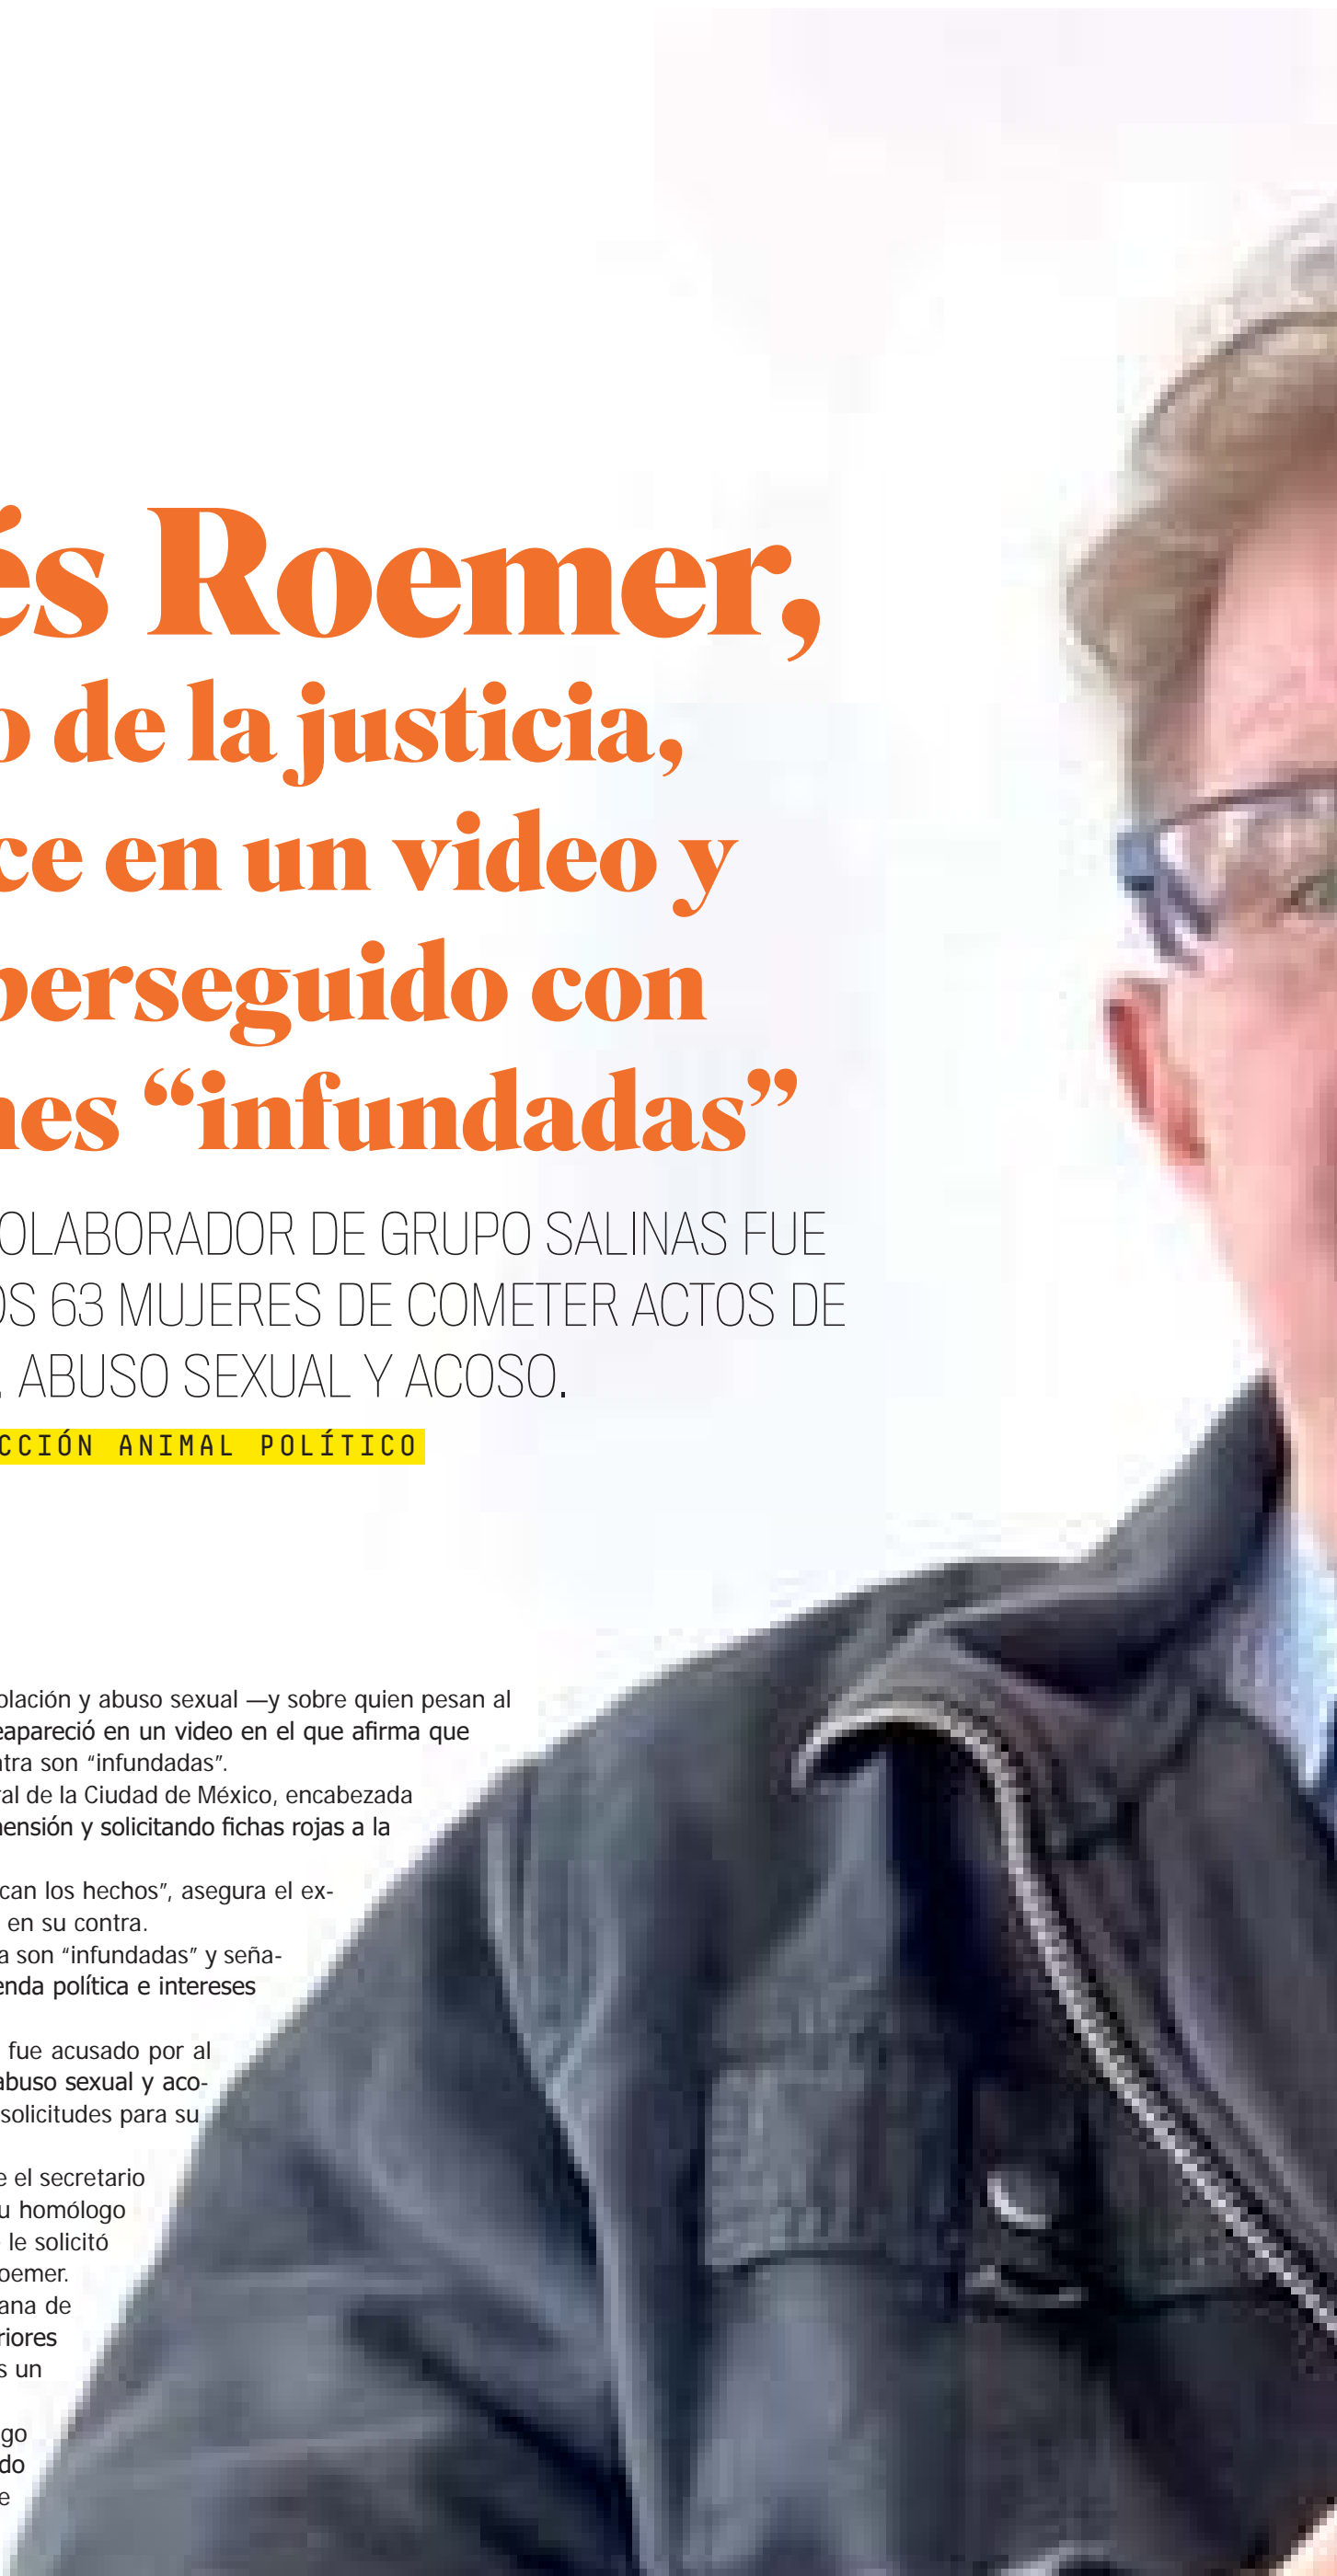 és Roemer,
o de la justicia,
ce en un video y
perseguido con
nes “infundadas”
OLABORADOR DE GRUPO SALINAS FUE
OS 63 MUJERES DE COMETER ACTOS DE
, ABUSO SEXUAL Y ACOSO.
CCIÓN ANIMAL POLÍTICO
olación y abuso sexual —y sobre quien pesan al
eapareció en un video en el que afirma que
ntra son “infundadas”.
ral de la Ciudad de México, encabezada
hensión y solicitando fichas rojas a la
can los hechos”, asegura el ex-
en su contra.
a son “infundadas” y seña-
enda política e intereses
fue acusado por al
abuso sexual y aco-
solicitudes para su
e el secretario
u homólogo
le solicitó
oemer.
ana de
riores
s un
go
do
e